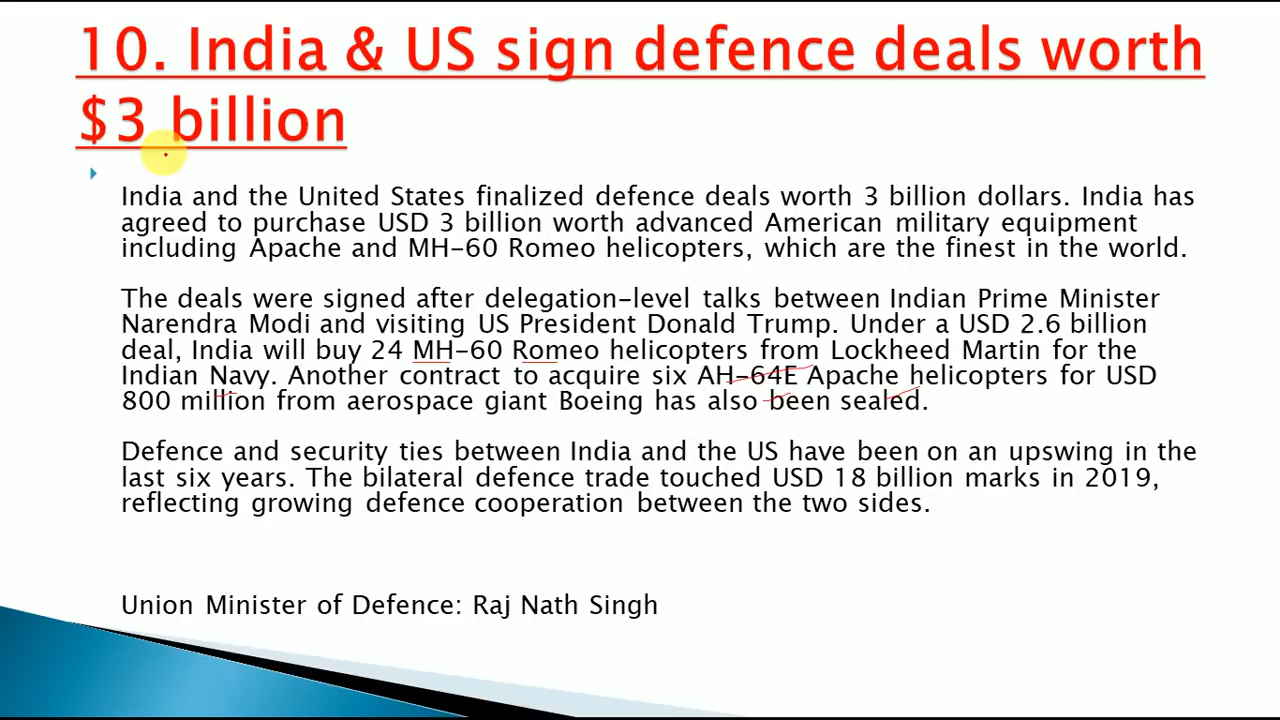 10. India & US sign defence deals worth
$3 billion
India and the United States finalized defence deals worth 3 billion dollars. India has
agreed to purchase USD 3 billion worth advanced American military equipment
including Apache and MH-60 Romeo helicopters, which are the finest in the world.
The deals were signed after delegation-level talks between Indian Prime Minister
Narendra Modi and visiting US President Donald Trump. Under a USD 2.6 billion
deal, India will buy 24 MH-60 Romeo helicopters from Lockheed Martin for the
Indian Navy. Another contract to acquire six AH-64E Apache helicopters for USD
800 million from aerospace giant Boeing has also been sealed.
Defence and security ties between India and the US have been on an upswing in the
last six years. The bilateral defence trade touched USD 18 billion marks in 2019,
reflecting growing defence cooperation between the two sides.
Union Minister of Defence: Raj Nath Singh